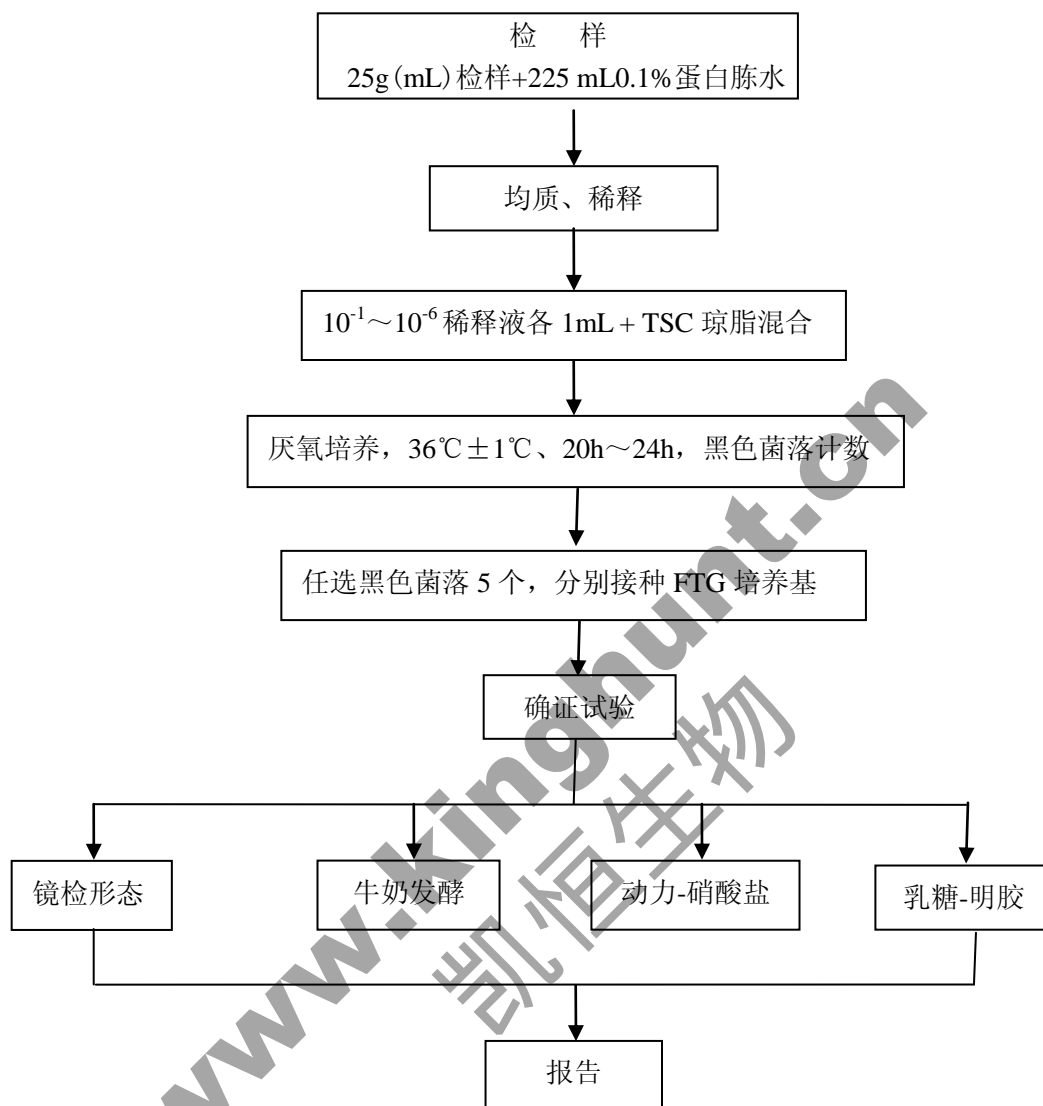 检 样
25g(mL)检样+225 mL0.1%蛋白胨水
均质、稀释
10-1～10-6 稀释液各 1mL + TSC 琼脂混合
厌氧培养，36℃±1℃、20h～24h，黑色菌落计数
任选黑色菌落 5 个，分别接种 FTG 培养基
确证试验
镜检形态
牛奶发酵
动力-硝酸盐
乳糖-明胶
报告
www.kinghunt.cn
凯恒生物